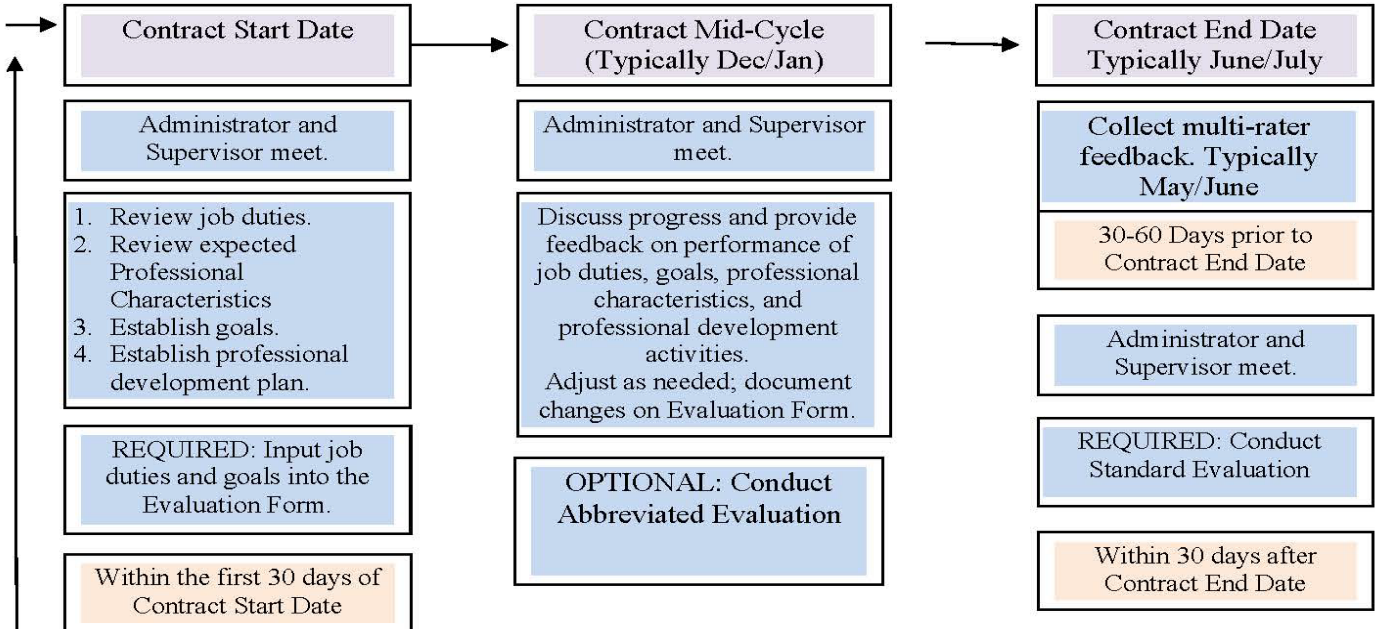 Contract Start Date
Administrator and
Supervisor meet.
1. Review job duties.
2. Review expected
Professional
Characteristics
3. Establish goals.
4. Establish professional
development plan.
REQUIRED: Input job
duties and goals into the
Evaluation Form.
Within the first 30 days of
Contract Start Date
Contract Mid-Cycle
(Typically Dec/Jan)
Administrator and Supervisor
meet.
Discuss progress and provide
feedback on performance of
job duties, goals, professional
characteristics, and
professional development
activities.
Adjust as needed; document
changes on Evaluation Form.
OPTIONAL: Conduct
Abbreviated Evaluation
Contract End Date
Typically June/July
Collect multi-rater
feedback. Typically
May/June
30-60 Days prior to
Contract End Date
Administrator and
Supervisor meet.
REQUIRED: Conduct
Standard Evaluation
Within 30 days after
Contract End Date